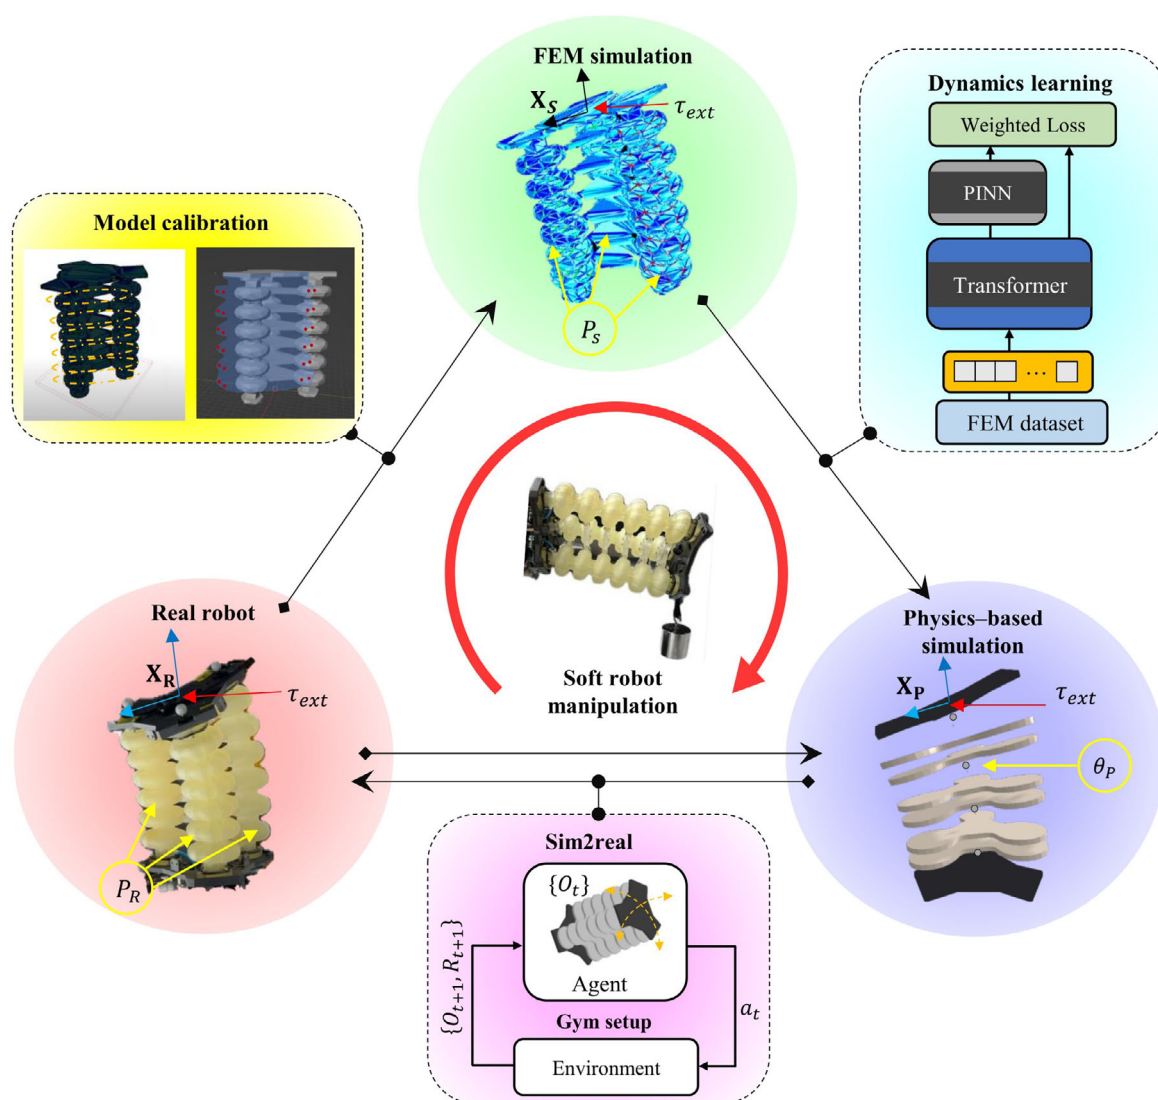 FEM simulation
X_S
τ_ext
P_s
Dynamics learning
Weighted Loss
PINN
Transformer
...
FEM dataset
Model calibration
Real robot
X_R
τ_ext
P_R
Soft robot
manipulation
Physics–based
simulation
X_P
τ_ext
θ_P
Sim2real
{O_t}
Agent
{O_{t+1}, R_{t+1}}
a_t
Gym setup
Environment